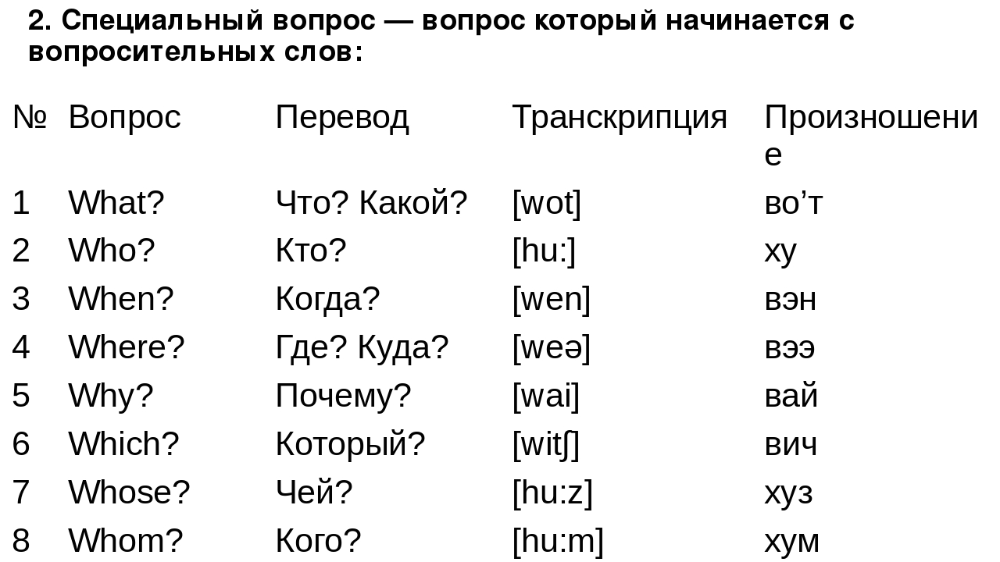 2. Специальный вопрос — вопрос который начинается с
вопросительных слов:
№ Вопрос Перевод Транскрипция Произношени
е
1 What? Что? Какой? [wot] во’т
2 Who? Кто? [hu:] ху
3 When? Когда? [wen] вэн
4 Where? Где? Куда? [weə] вээ
5 Why? Почему? [wai] вай
6 Which? Который? [witʃ] вич
7 Whose? Чей? [hu:z] хуз
8 Whom? Кого? [hu:m] хум